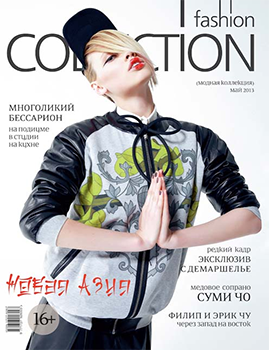 fashion
COLLECTION
(МОДНАЯ КОЛЛЕКЦИЯ)
МАЙ 2013
МНОГОЛИКИЙ
БЕССАРИОН
НА ПОДИУМЕ
В СТУДИИ
НА КУХНЕ
РЕДКИЙ КАДР
ЭКСКЛЮЗИВ
С ДЕМАРШЕЛЬЕ
МЕДОВОЕ СОПРАНО
СУМИ ЧО
ФИЛИП И ЭРИК ЧУ
ЧЕРЕЗ ЗАПАД НА ВОСТОК
НОВАЯ АЗИЯ
16+